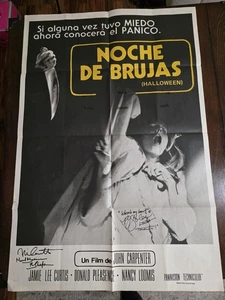 Si alguna vez tuvo MIEDO
ahora conocerá el PANICO.
NOCHE
DE BRUJAS
(HALLOWEEN)
Un Film de JOHN CARPENTER
JAMIE LEE CURTIS - DONALD PLEASENCE - NANCY LOOMIS
PANAVISION TECHNICOLOR